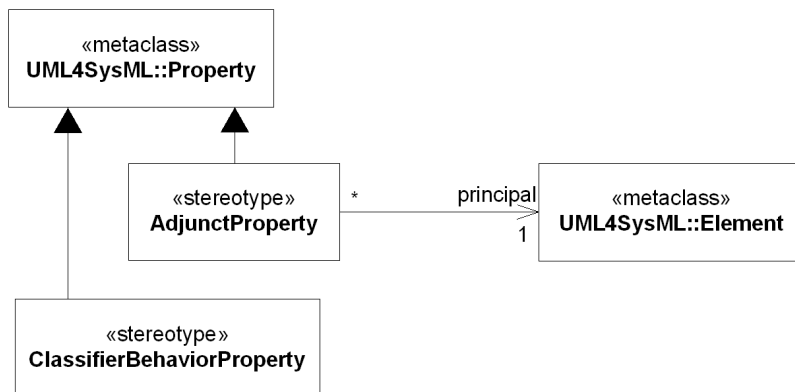 «metaclass»
UML4SysML::Property
«stereotype»
AdjunctProperty
*
principal
1
«metaclass»
UML4SysML::Element
«stereotype»
ClassifierBehaviorProperty